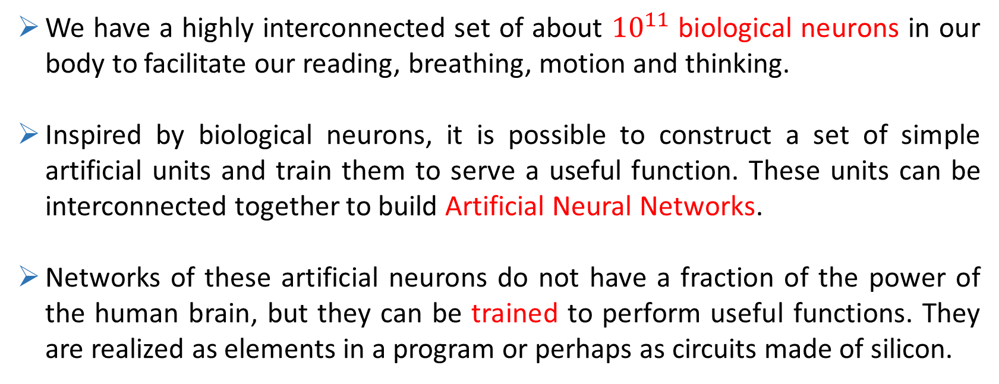 ➢ We have a highly interconnected set of about 10¹¹ biological neurons in our
body to facilitate our reading, breathing, motion and thinking.
➢ Inspired by biological neurons, it is possible to construct a set of simple
artificial units and train them to serve a useful function. These units can be
interconnected together to build Artificial Neural Networks.
➢ Networks of these artificial neurons do not have a fraction of the power of
the human brain, but they can be trained to perform useful functions. They
are realized as elements in a program or perhaps as circuits made of silicon.